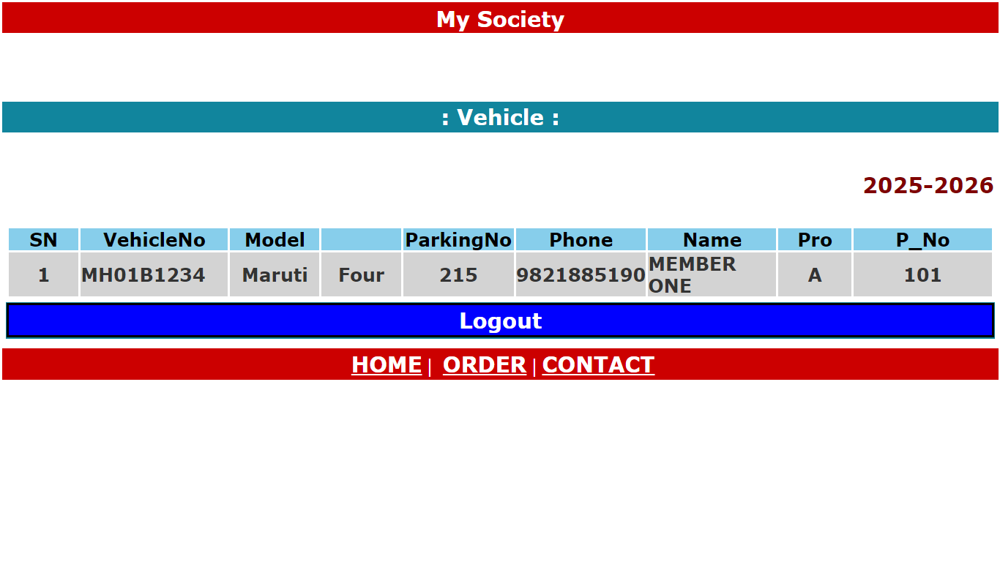 My Society
: Vehicle :
2025-2026
SN VehicleNo Model ParkingNo Phone Name Pro P_No
1 MH01B1234 Maruti Four 215 9821885190 MEMBER ONE A 101
Logout
HOME | ORDER | CONTACT